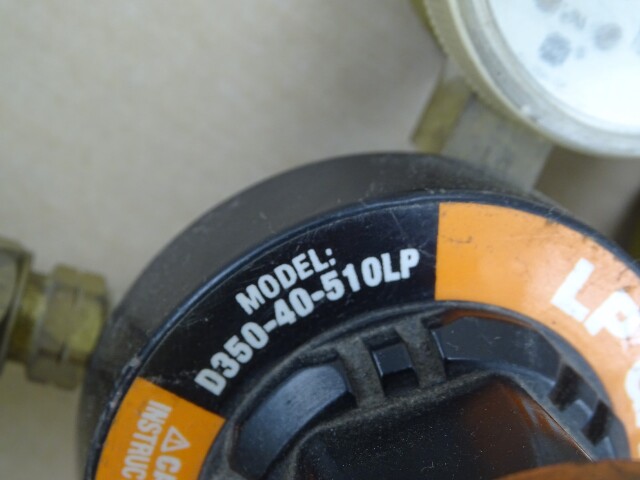 MODEL:
D350-40-510LP
LP
INSTRUC